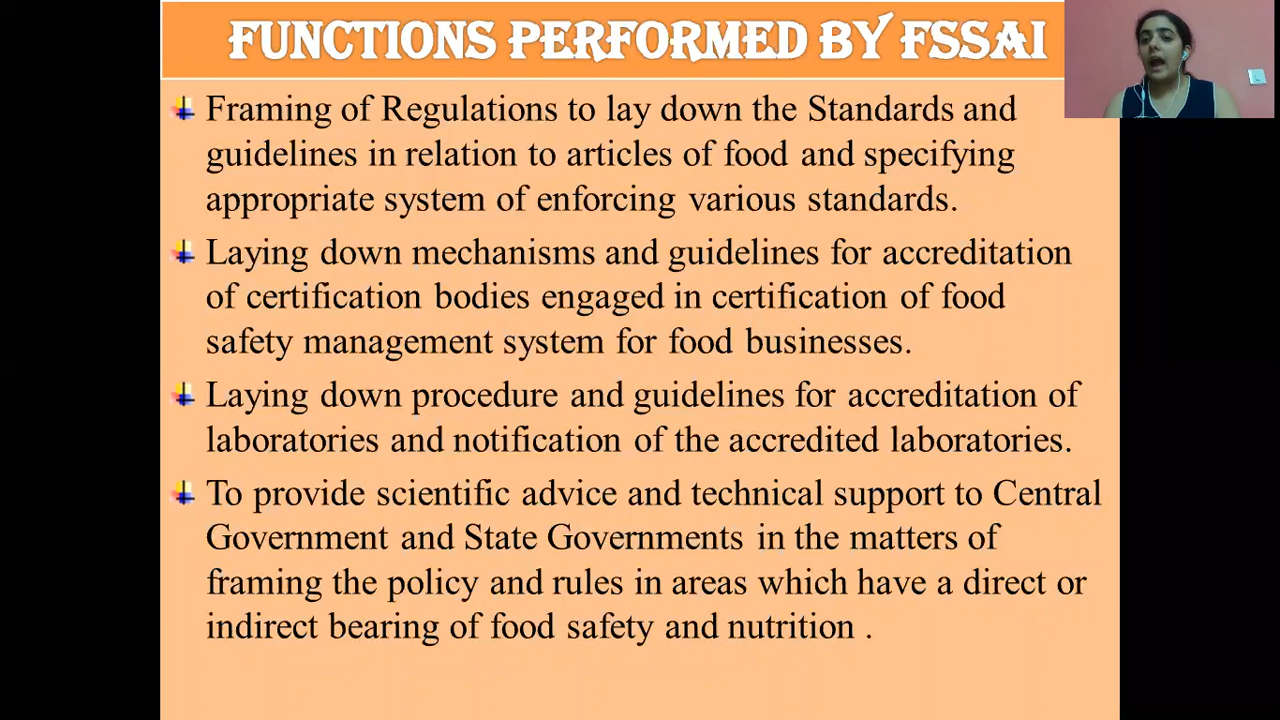 FUNCTIONS PERFORMED BY FSSAI
Framing of Regulations to lay down the Standards and
guidelines in relation to articles of food and specifying
appropriate system of enforcing various standards.
Laying down mechanisms and guidelines for accreditation
of certification bodies engaged in certification of food
safety management system for food businesses.
Laying down procedure and guidelines for accreditation of
laboratories and notification of the accredited laboratories.
To provide scientific advice and technical support to Central
Government and State Governments in the matters of
framing the policy and rules in areas which have a direct or
indirect bearing of food safety and nutrition .